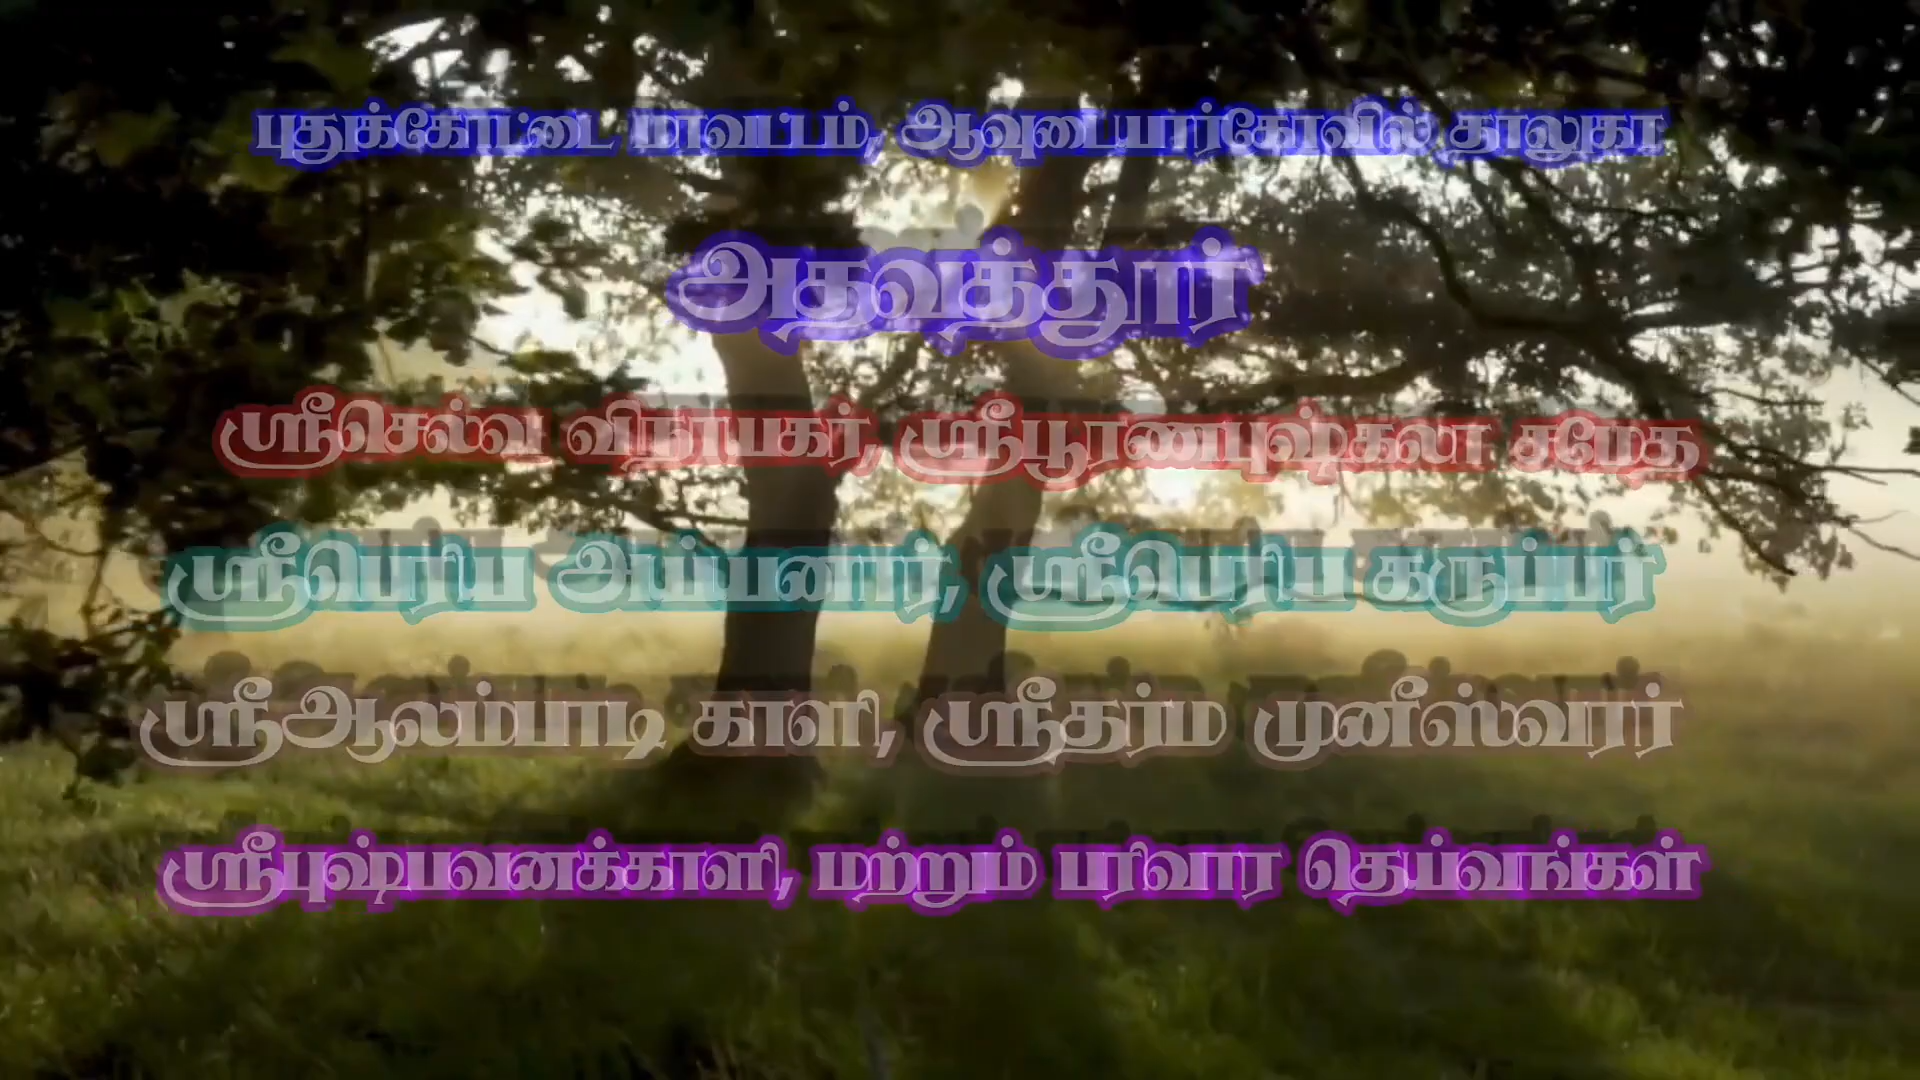 புதுக்கோட்டை மாவட்டம், ஆவுடையார்கோவில் தாலுகா
அதவத்தூர்
ஸ்ரீசெல்வ விநாயகர், ஸ்ரீபூரணபுஷ்கலா சமேத
ஸ்ரீபெரிய அய்யனார், ஸ்ரீபெரிய கருப்பர்
ஸ்ரீஆலம்பாடி காளி, ஸ்ரீதர்ம முனீஸ்வரர்
ஸ்ரீபுஷ்பவனக்காளி, மற்றும் பரிவார தெய்வங்கள்